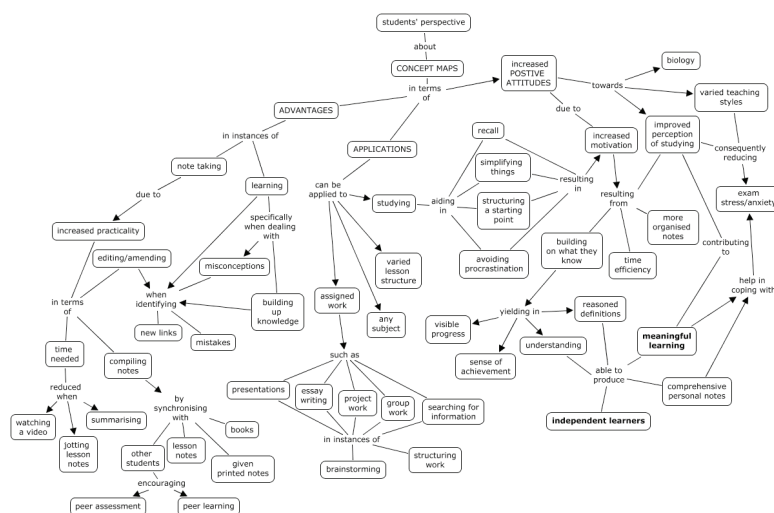 students' perspective
about
CONCEPT MAPS
in terms
of
increased
POSTIVE
ATTITUDES
towards
biology
varied teaching
styles
improved
perception
of studying
consequently
reducing
exam
stress/anxiety
due to
increased
motivation
ADVANTAGES
in instances of
note taking
due to
increased practicality
learning
specifically
when dealing
with
misconceptions
building
up
knowledge
editing/amending
when
identifying
new links
mistakes
in terms
of
time
needed
reduced
when
watching
a video
jotting
lesson
notes
summarising
compiling
notes
by
synchronising
with
books
other
students
lesson
notes
given
printed notes
encouraging
peer assessment
peer learning
APPLICATIONS
can be
applied to
studying
aiding
in
recall
simplifying
things
structuring
a starting
point
avoiding
procrastination
resulting
in
varied
lesson
structure
any
subject
assigned
work
such as
presentations
essay
writing
project
work
group
work
searching for
information
in instances of
brainstorming
structuring
work
resulting
from
building
on what they
know
time
efficiency
more
organised
notes
yielding in
visible
progress
sense of
achievement
understanding
reasoned
definitions
able to
produce
meaningful
learning
comprehensive
personal notes
independent learners
contributing
to
help in
coping with